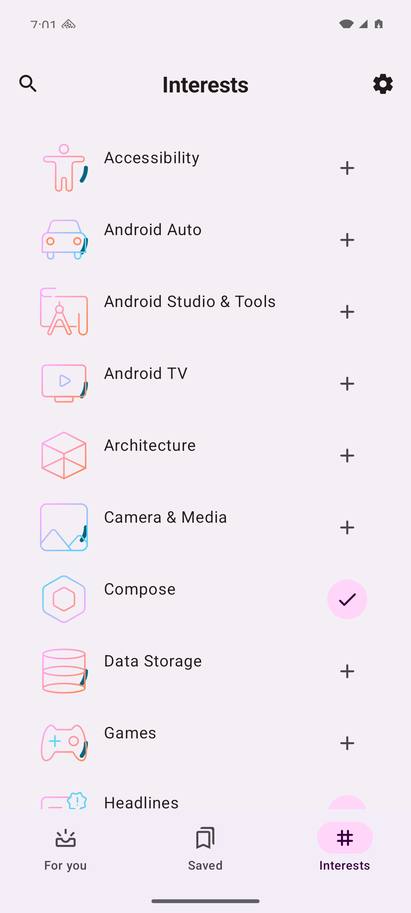 7:01
Interests
Accessibility
Android Auto
Android Studio & Tools
Android TV
Architecture
Camera & Media
Compose
Data Storage
Games
Headlines
For you
Saved
Interests